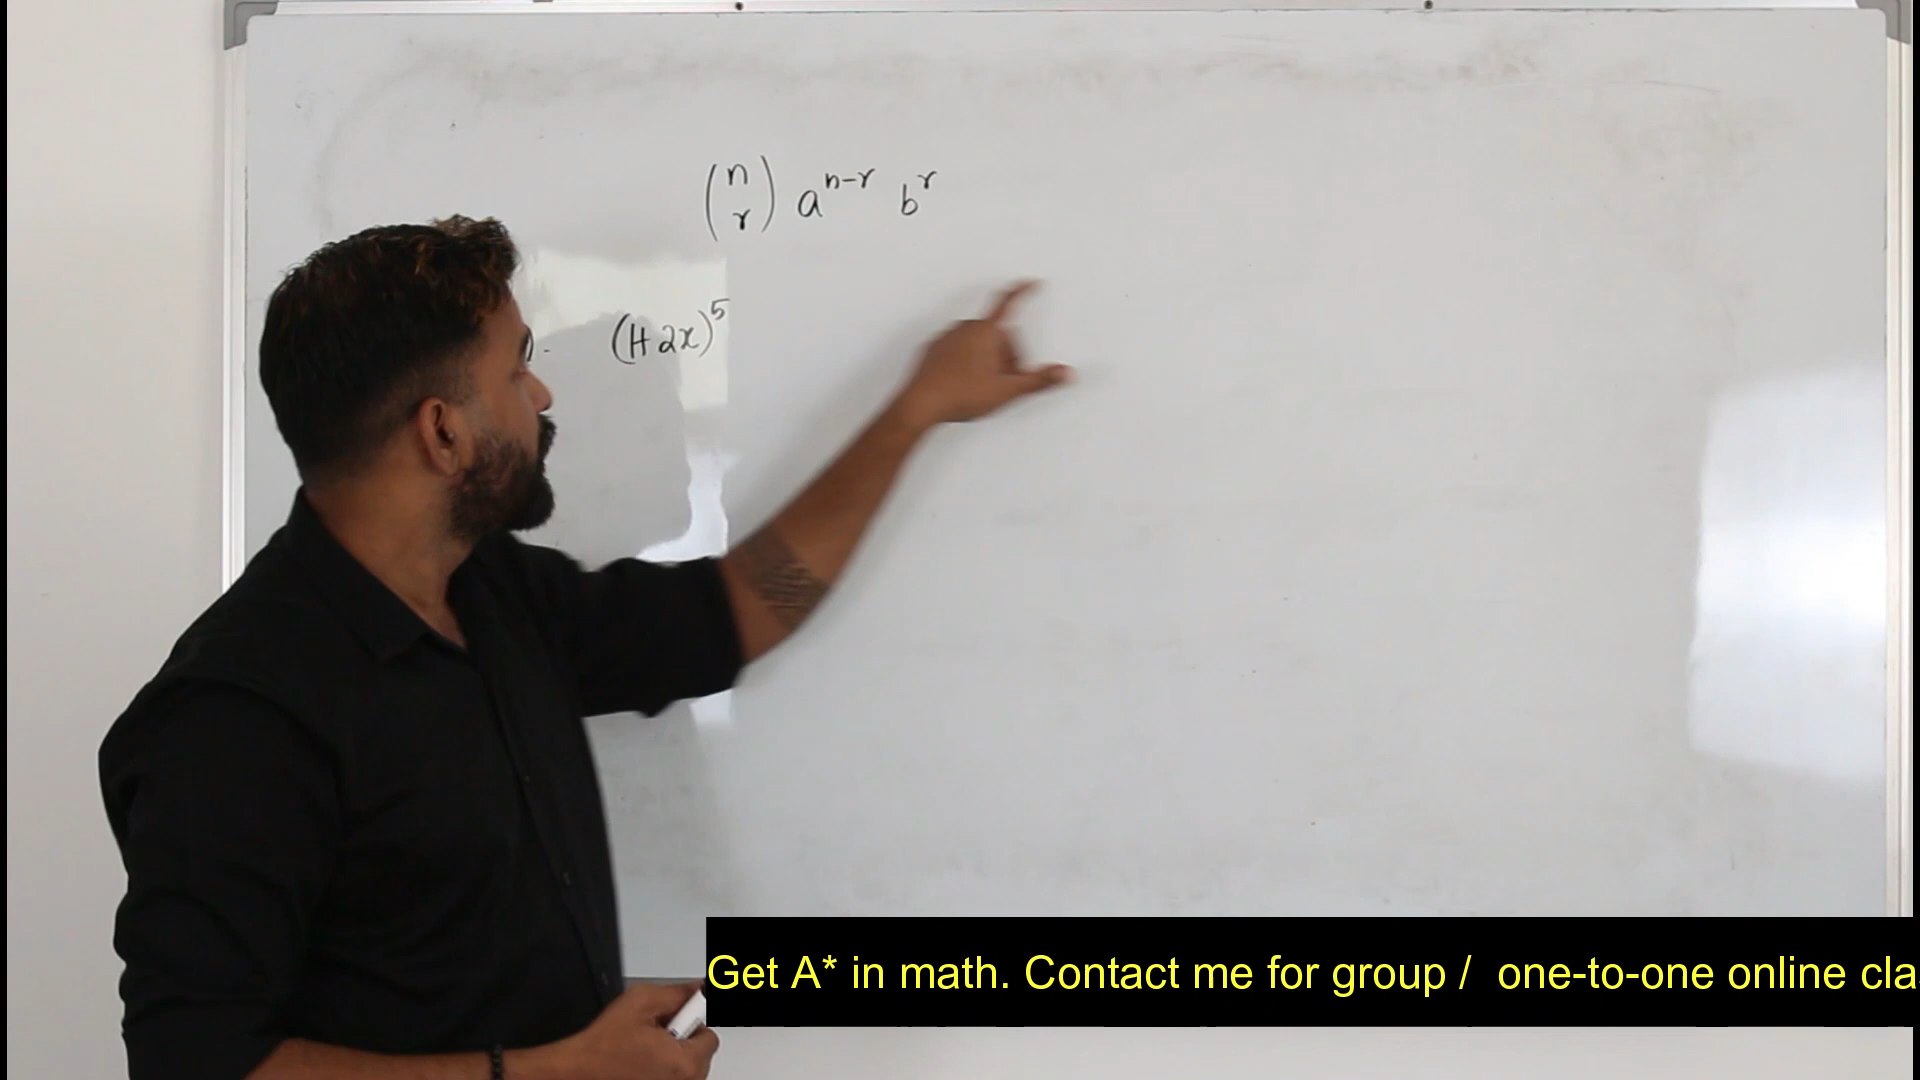 (n r) a^{n-r} b^r
). (1+2x)^5
Get A* in math. Contact me for group / one-to-one online cla